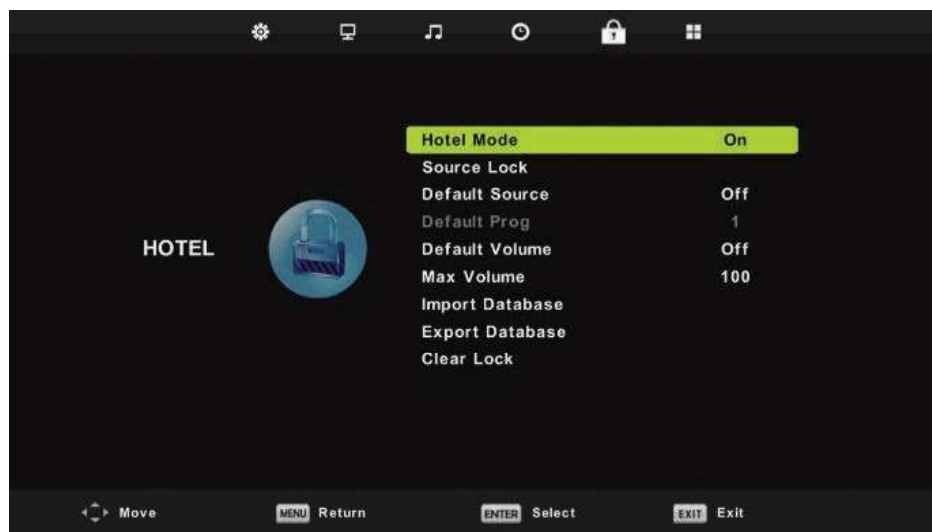 Hotel Mode On
Source Lock
Default Source Off
Default Prog 1
HOTEL
Default Volume Off
Max Volume 100
Import Database
Export Database
Clear Lock
Move MENU Return ENTER Select EXIT Exit